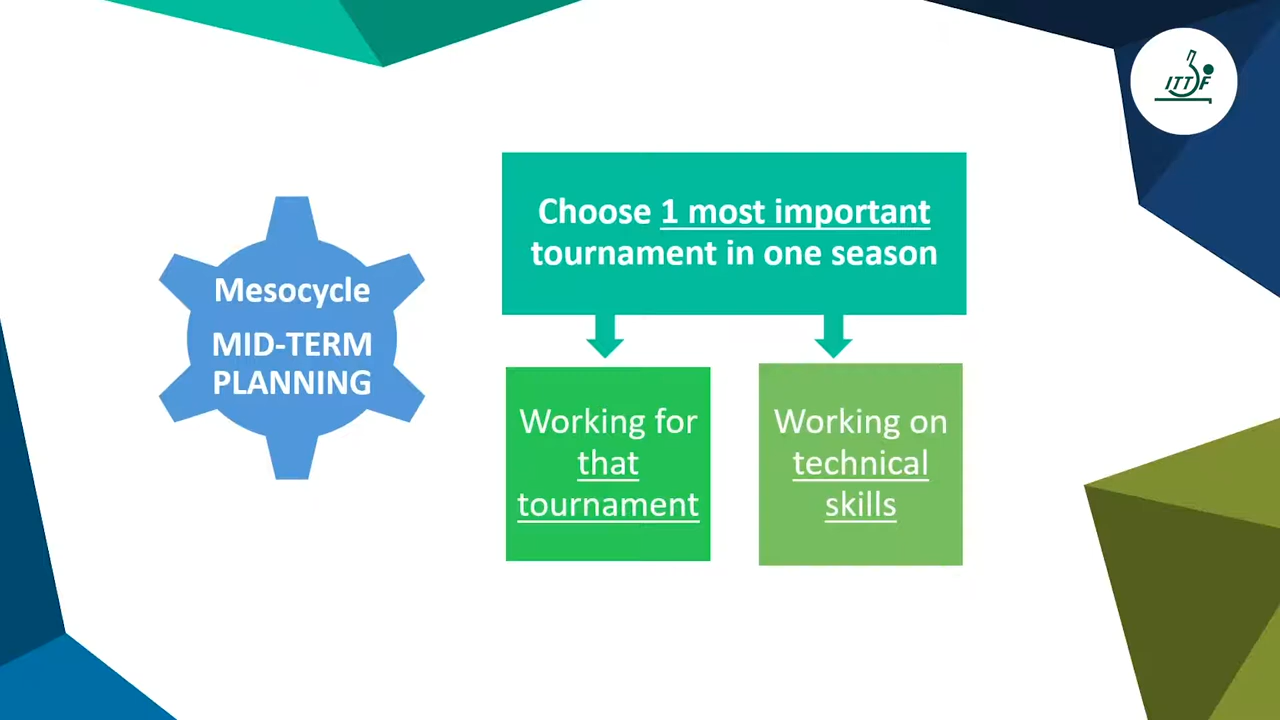 ITTF
Choose 1 most important
tournament in one season
Mesocycle
MID-TERM
PLANNING
Working for
that
tournament
Working on
technical
skills